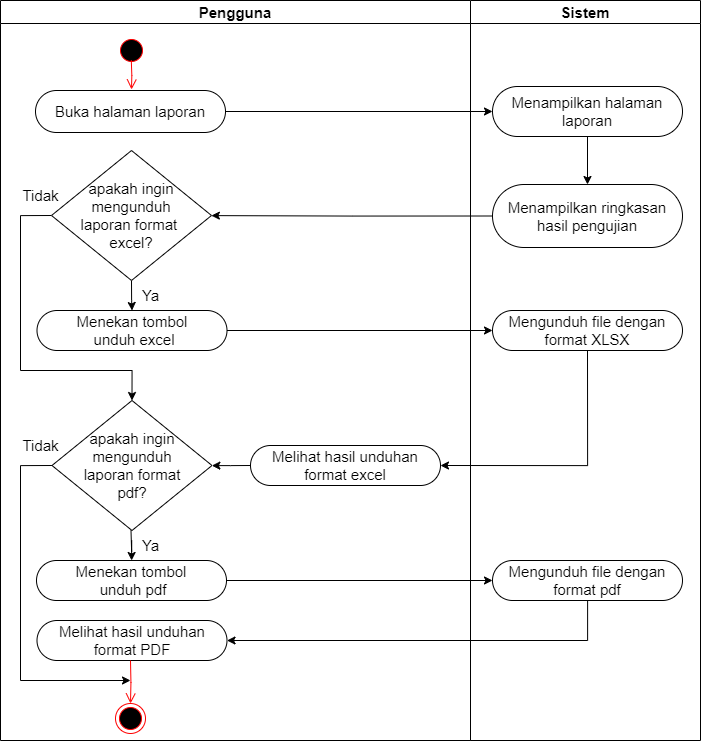 Pengguna
Sistem
Buka halaman laporan
Menampilkan halaman
laporan
Menampilkan ringkasan
hasil pengujian
apakah ingin
mengunduh
laporan format
excel?
Tidak
Ya
Menekan tombol
unduh excel
Mengunduh file dengan
format XLSX
Melihat hasil unduhan
format excel
apakah ingin
mengunduh
laporan format
pdf?
Tidak
Ya
Menekan tombol
unduh pdf
Mengunduh file dengan
format pdf
Melihat hasil unduhan
format PDF